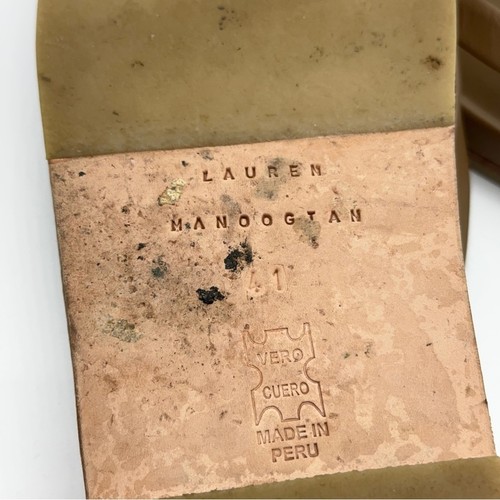 LAUREN
MANOOGIAN
41
VERO
CUERO
MADE IN
PERU